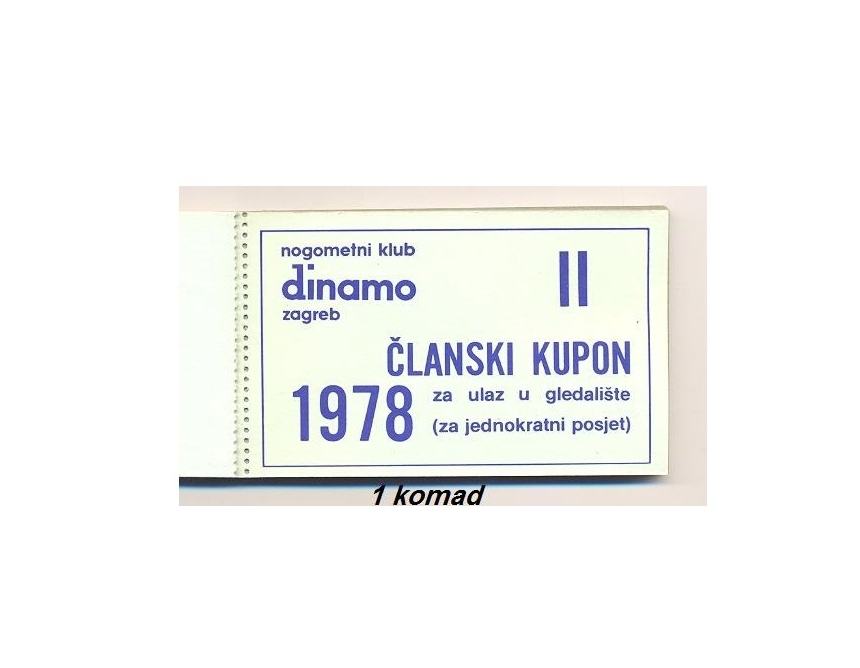 nogometni klub
dinamo
zagreb
II
ČLANSKI KUPON
1978
za ulaz u gledalište
(za jednokratni posjet)
1 komad